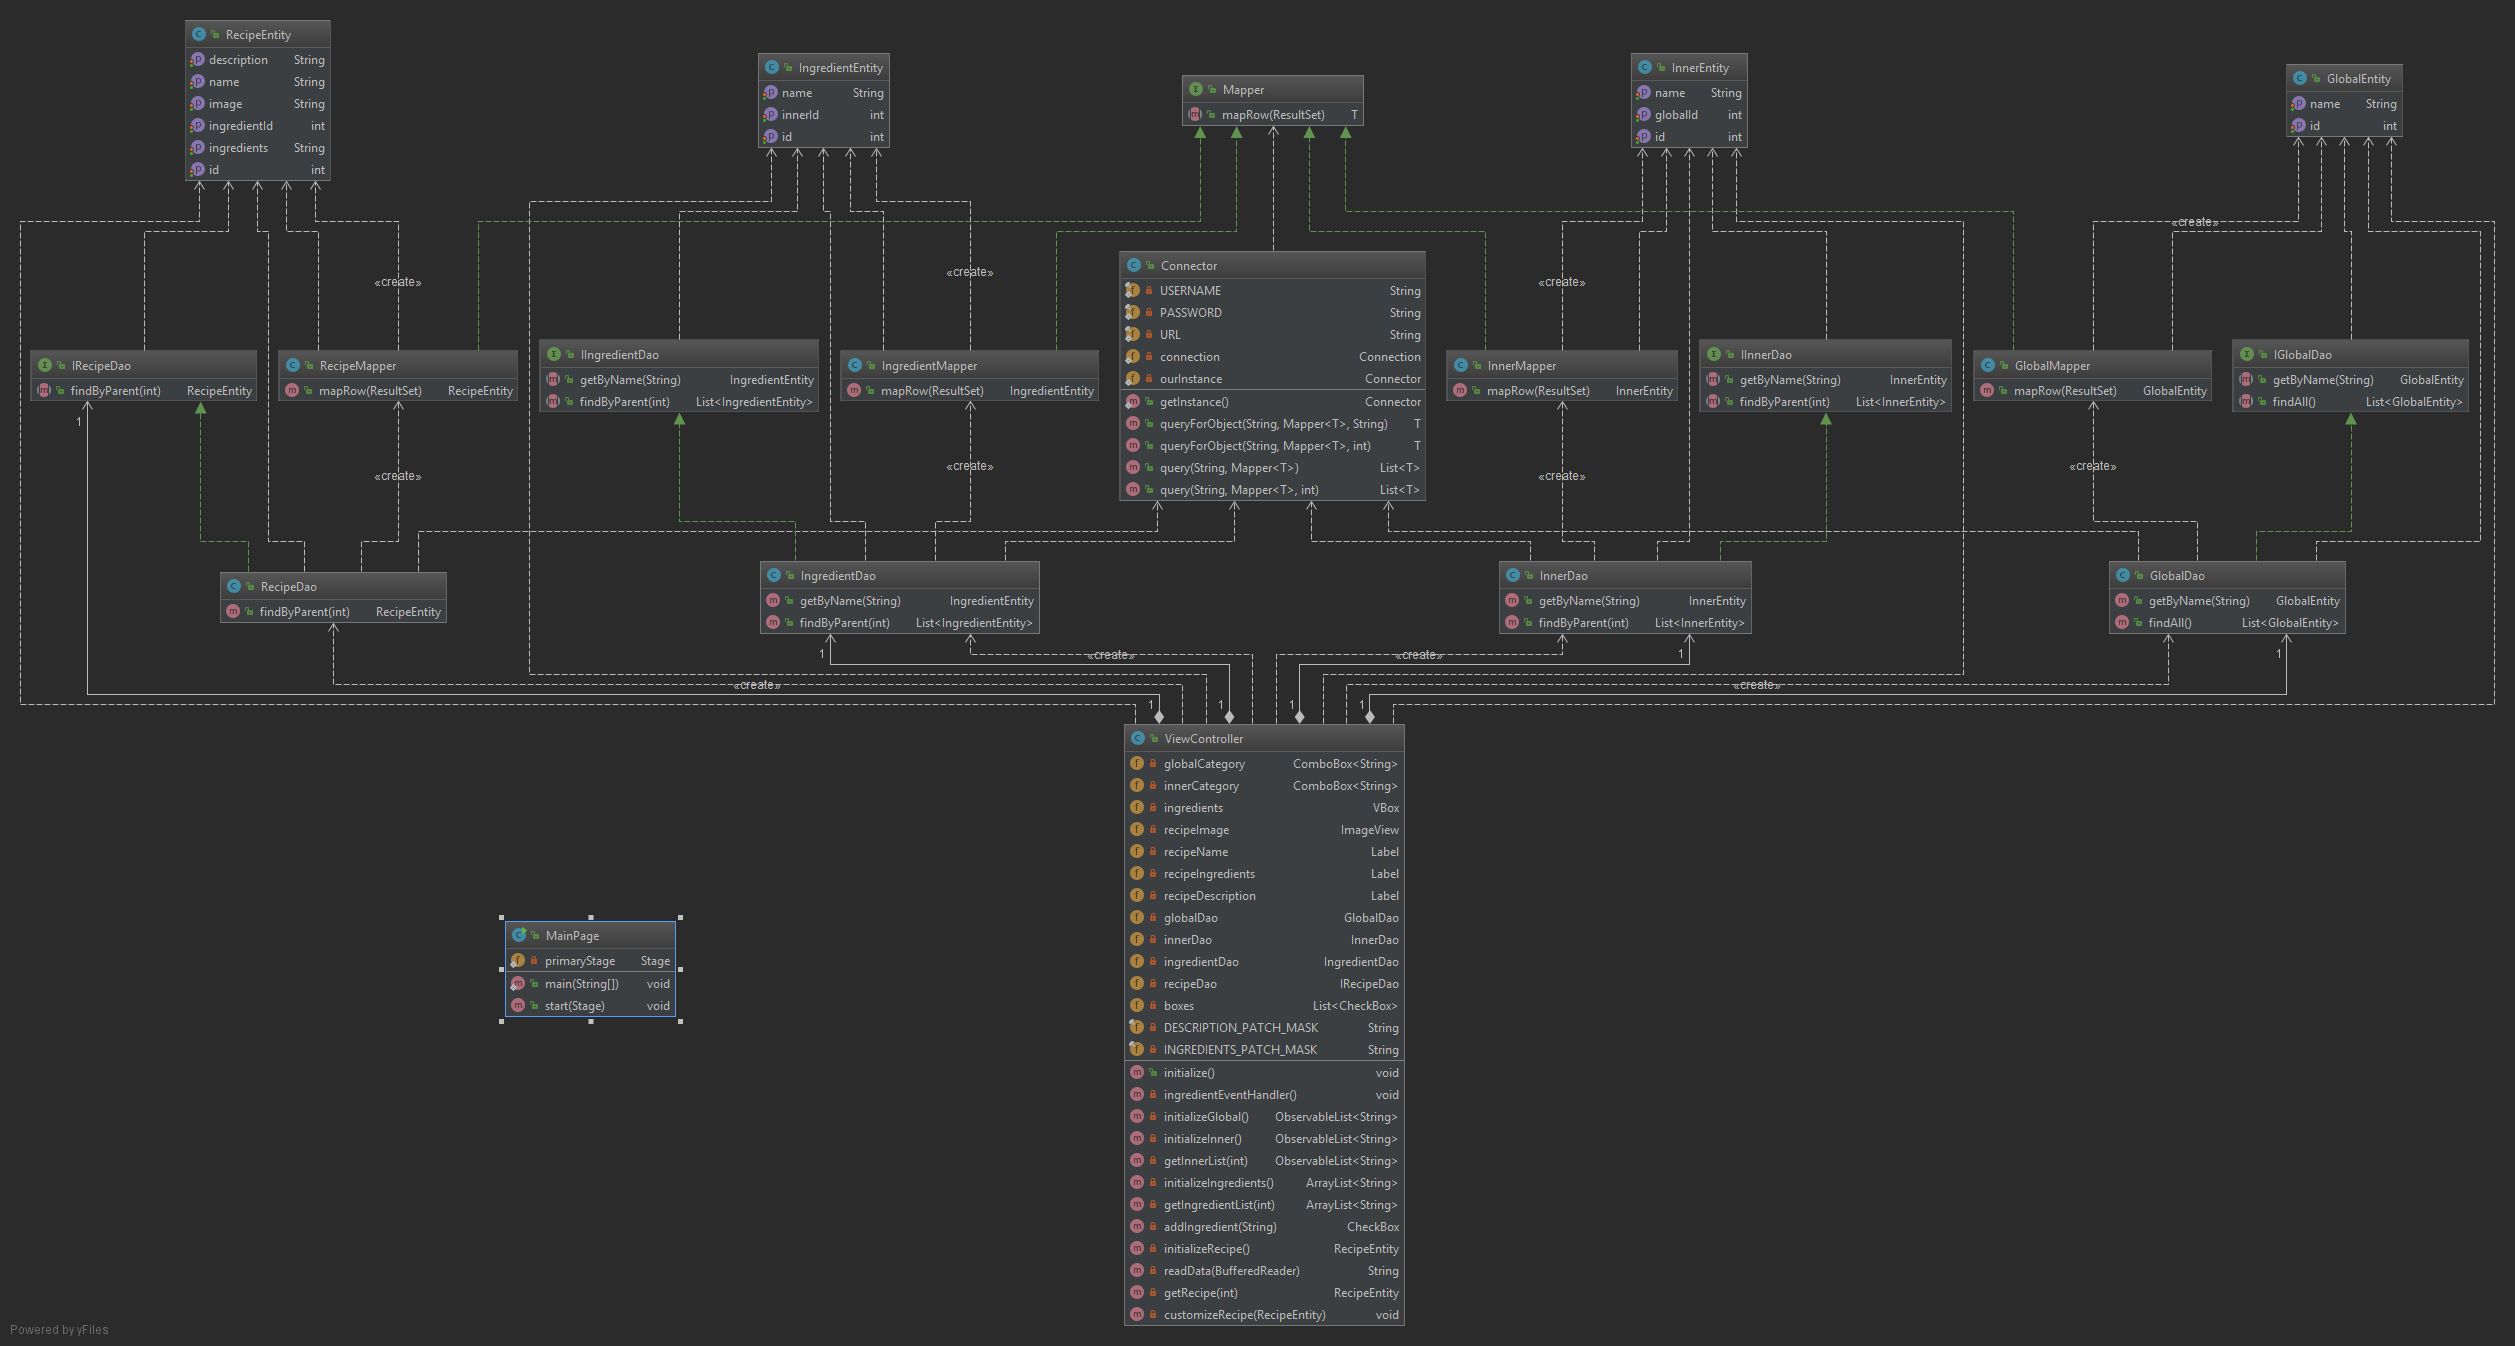 RecipeEntity
description String
name String
image String
ingredientId int
ingredients String
id int
IngredientEntity
name String
innerId int
id int
Mapper
mapRow(ResultSet) T
InnerEntity
name String
globalId int
id int
GlobalEntity
name String
id int
«create»
«create»
«create»
«create»
Connector
USERNAME String
PASSWORD String
URL String
connection Connection
ourInstance Connector
getInstance() Connector
queryForObject(String, Mapper<T>, String) T
queryForObject(String, Mapper<T>, int) T
query(String, Mapper<T>) List<T>
query(String, Mapper<T>, int) List<T>
IRecipeDao
findByParent(int) RecipeEntity
1
RecipeMapper
mapRow(ResultSet) RecipeEntity
IIngredientDao
getByName(String) IngredientEntity
findByParent(int) List<IngredientEntity>
IngredientMapper
mapRow(ResultSet) IngredientEntity
InnerMapper
mapRow(ResultSet) InnerEntity
IInnerDao
getByName(String) InnerEntity
findByParent(int) List<InnerEntity>
GlobalMapper
mapRow(ResultSet) GlobalEntity
IGlobalDao
getByName(String) GlobalEntity
findAll() List<GlobalEntity>
«create»
«create»
«create»
«create»
RecipeDao
findByParent(int) RecipeEntity
IngredientDao
getByName(String) IngredientEntity
findByParent(int) List<IngredientEntity>
InnerDao
getByName(String) InnerEntity
findByParent(int) List<InnerEntity>
GlobalDao
getByName(String) GlobalEntity
findAll() List<GlobalEntity>
1
«create»
«create»
1
1
«create»
«create»
1
1
1
1
ViewController
globalCategory ComboBox<String>
innerCategory ComboBox<String>
ingredients VBox
recipeImage ImageView
recipeName Label
recipeIngredients Label
recipeDescription Label
globalDao GlobalDao
innerDao InnerDao
ingredientDao IngredientDao
recipeDao IRecipeDao
boxes List<CheckBox>
DESCRIPTION_PATCH_MASK String
INGREDIENTS_PATCH_MASK String
initialize() void
ingredientEventHandler() void
initializeGlobal() ObservableList<String>
initializeInner() ObservableList<String>
getInnerList(int) ObservableList<String>
initializeIngredients() ArrayList<String>
getIngredientList(int) ArrayList<String>
addIngredient(String) CheckBox
initializeRecipe() RecipeEntity
readData(BufferedReader) String
getRecipe(int) RecipeEntity
customizeRecipe(RecipeEntity) void
MainPage
primaryStage Stage
main(String[]) void
start(Stage) void
Powered by yFiles